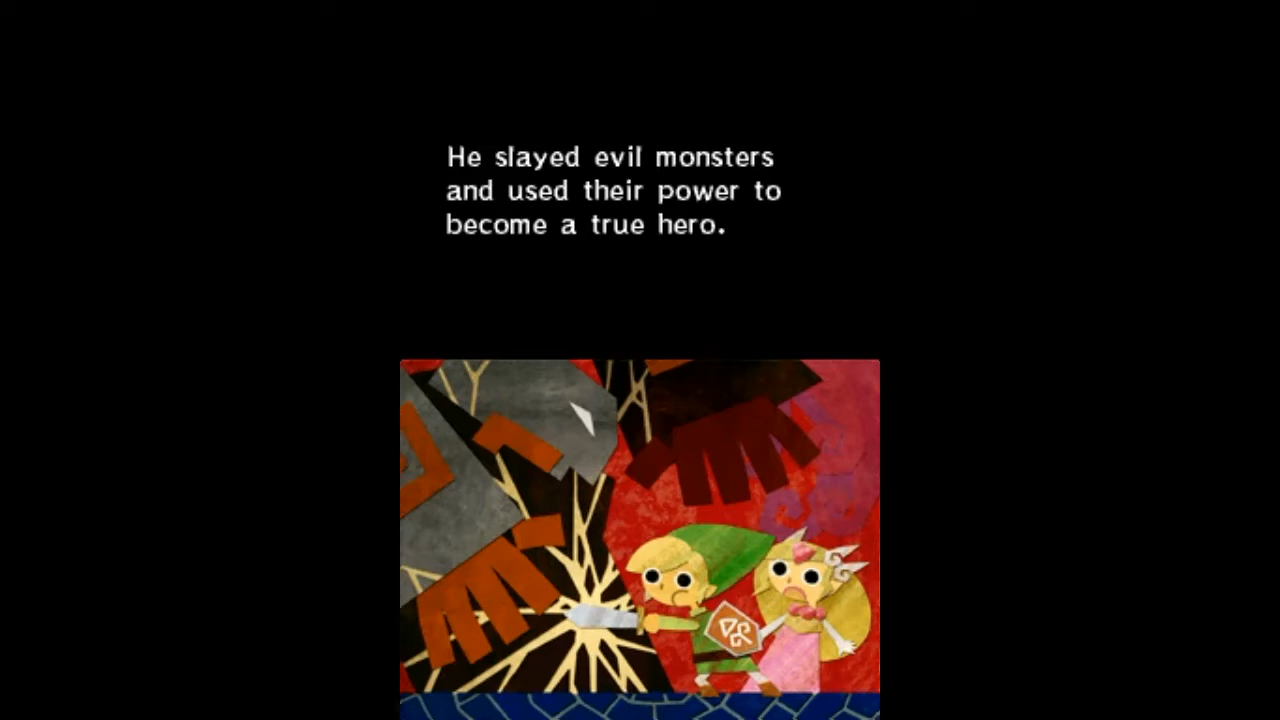 He slayed evil monsters
and used their power to
become a true hero.